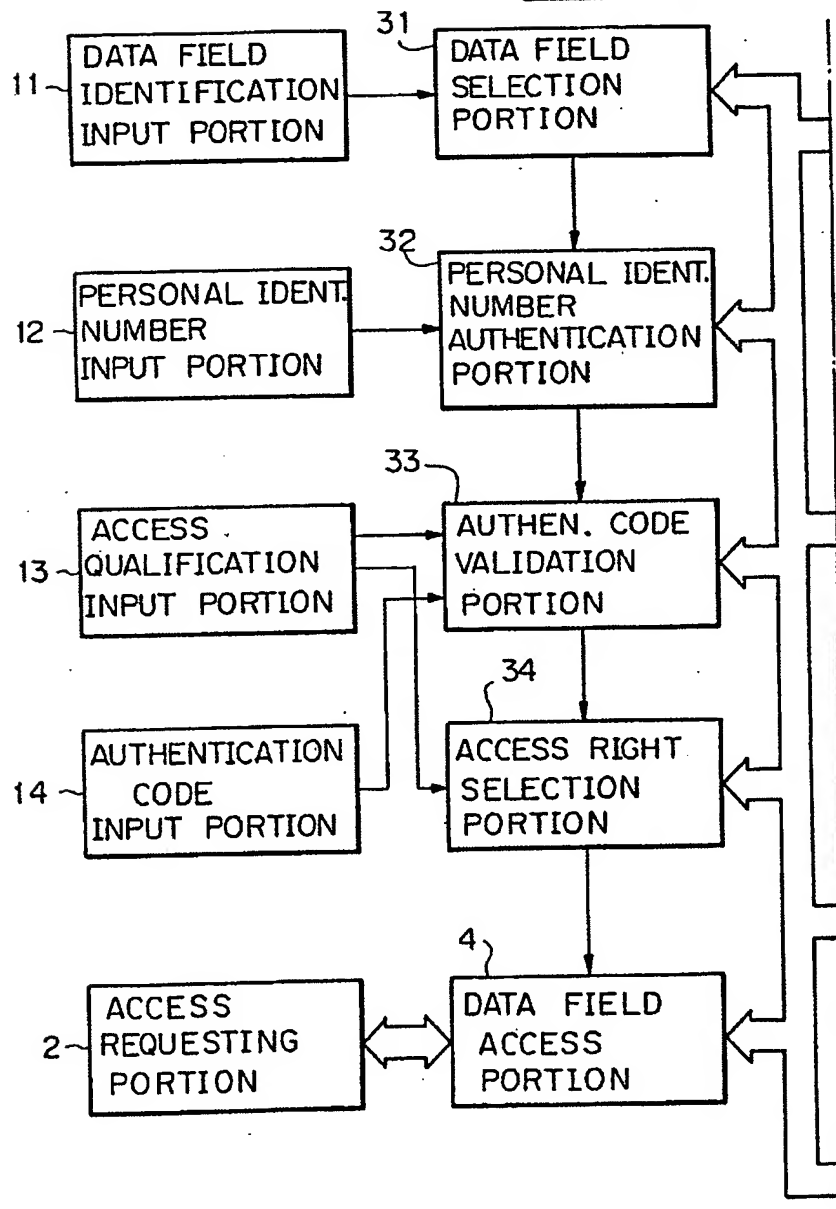 31
11
DATA FIELD
IDENTIFICATION
INPUT PORTION
DATA FIELD
SELECTION
PORTION
32
12
PERSONAL IDENT.
NUMBER
INPUT PORTION
PERSONAL IDENT.
NUMBER
AUTHENTICATION
PORTION
33
13
ACCESS
QUALIFICATION
INPUT PORTION
AUTHEN. CODE
VALIDATION
PORTION
34
14
AUTHENTICATION
CODE
INPUT PORTION
ACCESS RIGHT
SELECTION
PORTION
4
2
ACCESS
REQUESTING
PORTION
DATA FIELD
ACCESS
PORTION